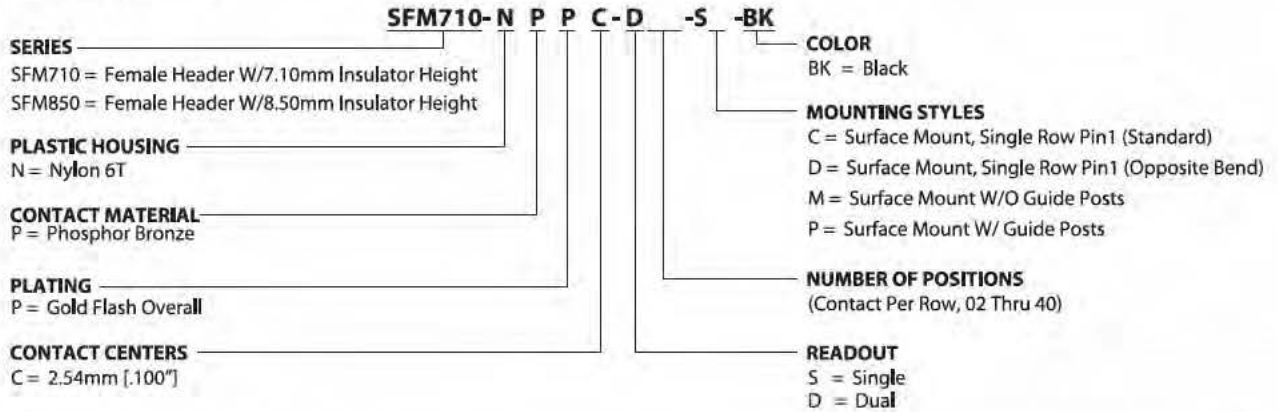 SFM710- N P P C - D -S -BK
SERIES
SFM710 = Female Header W/7.10mm Insulator Height
SFM850 = Female Header W/8.50mm Insulator Height
PLASTIC HOUSING
N = Nylon 6T
CONTACT MATERIAL
P = Phosphor Bronze
PLATING
P = Gold Flash Overall
CONTACT CENTERS
C = 2.54mm [.100"]
COLOR
BK = Black
MOUNTING STYLES
C = Surface Mount, Single Row Pin1 (Standard)
D = Surface Mount, Single Row Pin1 (Opposite Bend)
M = Surface Mount W/O Guide Posts
P = Surface Mount W/ Guide Posts
NUMBER OF POSITIONS
(Contact Per Row, 02 Thru 40)
READOUT
S = Single
D = Dual